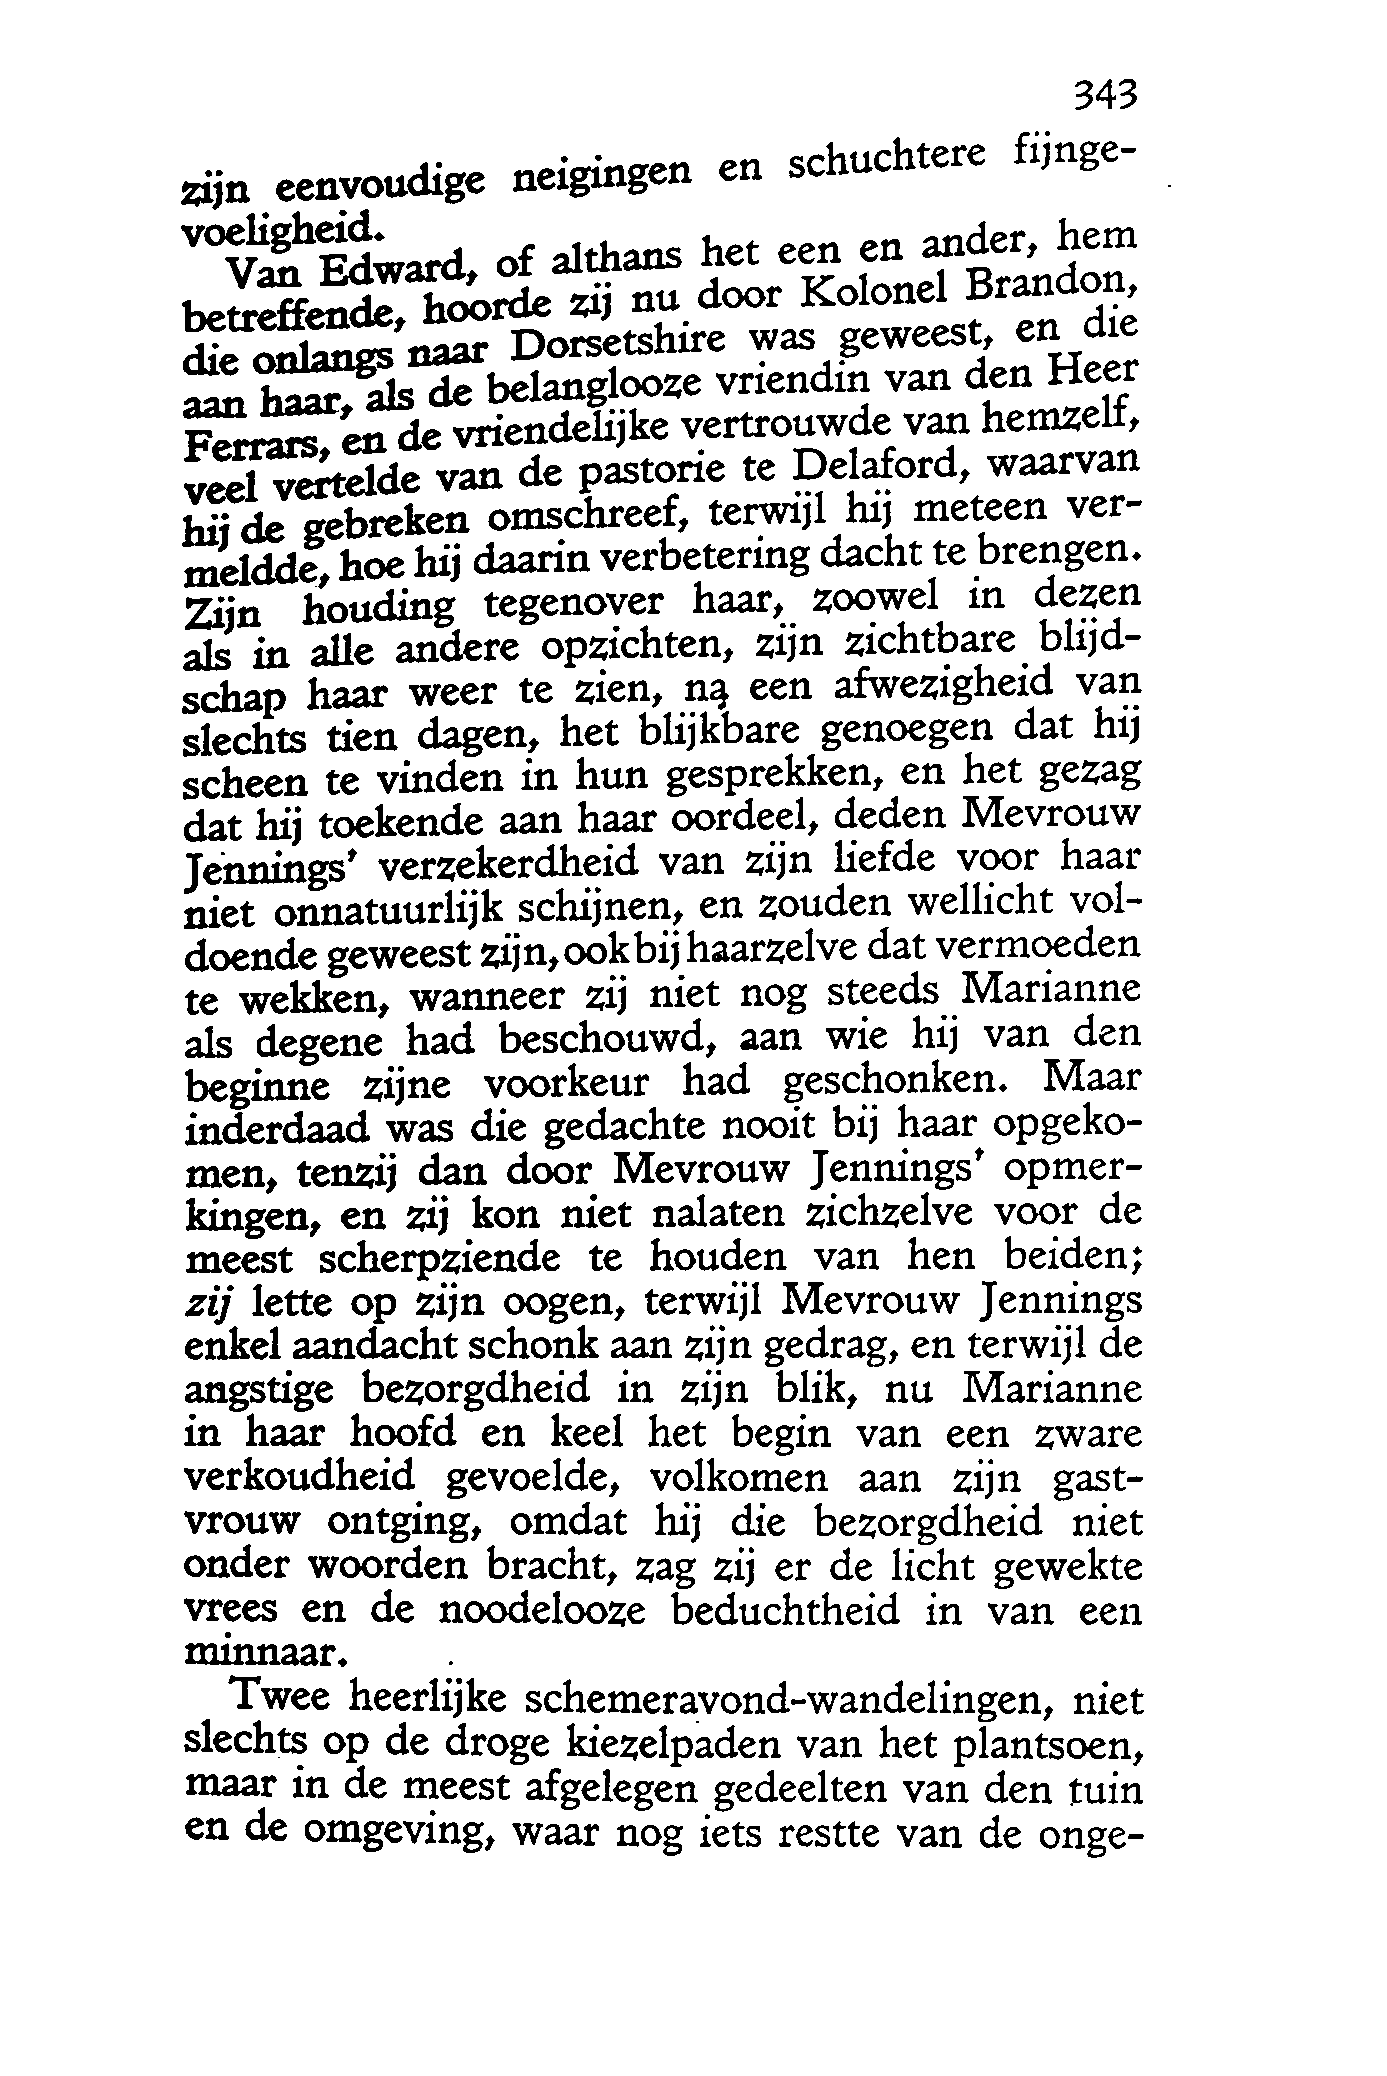 343
zijn eenvoudige neigingen en schuchtere fijnge-
voeligheid.
Van Edward, of althans het een en ander, hem
betreffende, hoorde zij nu door Kolonel Brandon,
die onlangs naar Dorsetshire was geweest, en die
aan haar, als de belanglooze vriendin van den Heer
Ferrars, en de vriendelijke vertrouwde van hemzelf,
veel vertelde van de pastorie te Delaford, waarvan
hij de gebreken omschreef, terwijl hij meteen ver-
meldde, hoe hij daarin verbetering dacht te brengen.
Zijn houding tegenover haar, zoowel in dezen
als in alle andere opzichten, zijn zichtbare blijd-
schap haar weer te zien, na een afwezigheid van
slechts tien dagen, het blijkbare genoegen dat hij
scheen te vinden in hun gesprekken, en het gezag
dat hij toekende aan haar oordeel, deden Mevrouw
Jennings' verzekerdheid van zijn liefde voor haar
niet onnatuurlijk schijnen, en zouden wellicht vol-
doende geweest zijn, ook bij haarzelve dat vermoeden
te wekken, wanneer zij niet nog steeds Marianne
als degene had beschouwd, aan wie hij van den
beginne zijne voorkeur had geschonken. Maar
inderdaad was die gedachte nooit bij haar opgeko-
men, tenzij dan door Mevrouw Jennings' opmer-
kingen, en zij kon niet nalaten zichzelve voor de
meest scherpziende te houden van hen beiden;
zij lette op zijn oogen, terwijl Mevrouw Jennings
enkel aandacht schonk aan zijn gedrag, en terwijl de
angstige bezorgdheid in zijn blik, nu Marianne
in haar hoofd en keel het begin van een zware
verkoudheid gevoelde, volkomen aan zijn gast-
vrouw ontging, omdat hij die bezorgdheid niet
onder woorden bracht, zag zij er de licht gewekte
vrees en de noodelooze beduchtheid in van een
minnaar.
Twee heerlijke schemeravond-wandelingen, niet
slechts op de droge kiezelpaden van het plantsoen,
maar in de meest afgelegen gedeelten van den tuin
en de omgeving, waar nog iets restte van de onge-